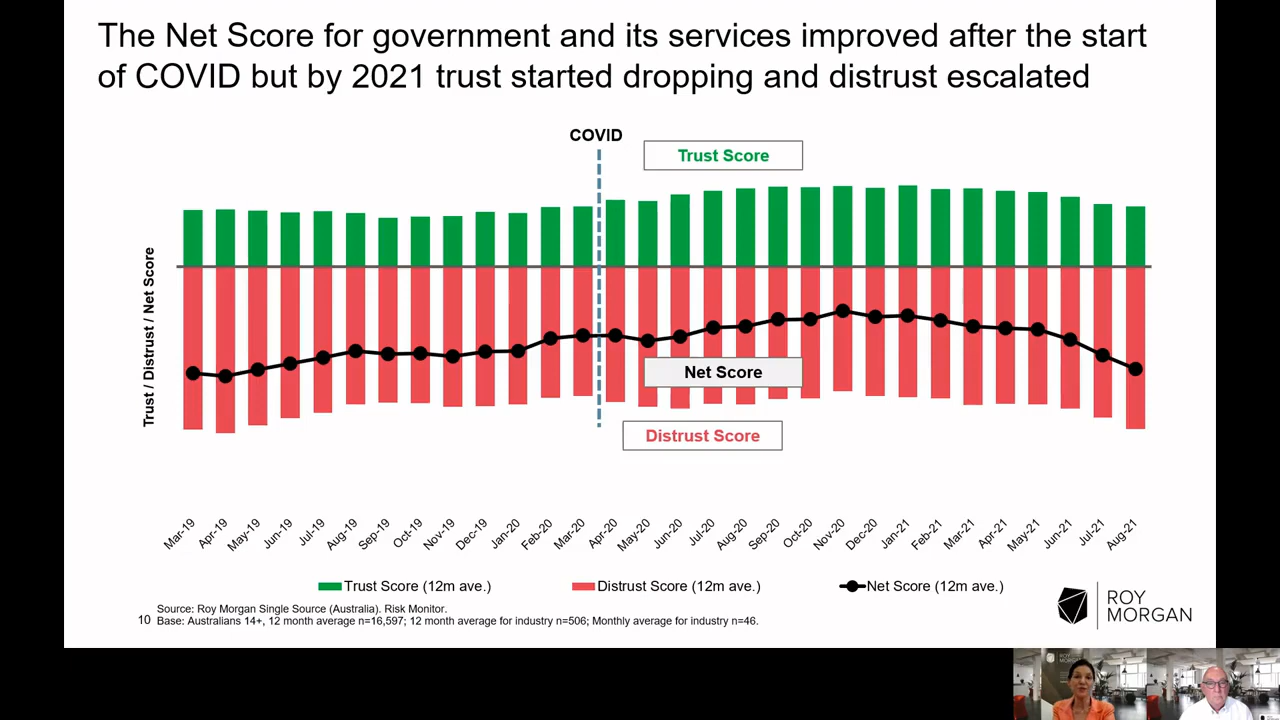 The Net Score for government and its services improved after the start
of COVID but by 2021 trust started dropping and distrust escalated
COVID
Trust Score
Trust / Distrust / Net Score
Net Score
Distrust Score
Mar-19 Apr-19 May-19 Jun-19 Jul-19 Aug-19 Sep-19 Oct-19 Nov-19 Dec-19 Jan-20 Feb-20 Mar-20 Apr-20 May-20 Jun-20 Jul-20 Aug-20 Sep-20 Oct-20 Nov-20 Dec-20 Jan-21 Feb-21 Mar-21 Apr-21 May-21 Jun-21 Jul-21 Aug-21
Trust Score (12m ave.) Distrust Score (12m ave.) Net Score (12m ave.)
Source: Roy Morgan Single Source (Australia). Risk Monitor.
10 Base: Australians 14+, 12 month average n=16,597; 12 month average for industry n=506; Monthly average for industry n=46.
ROY
MORGAN